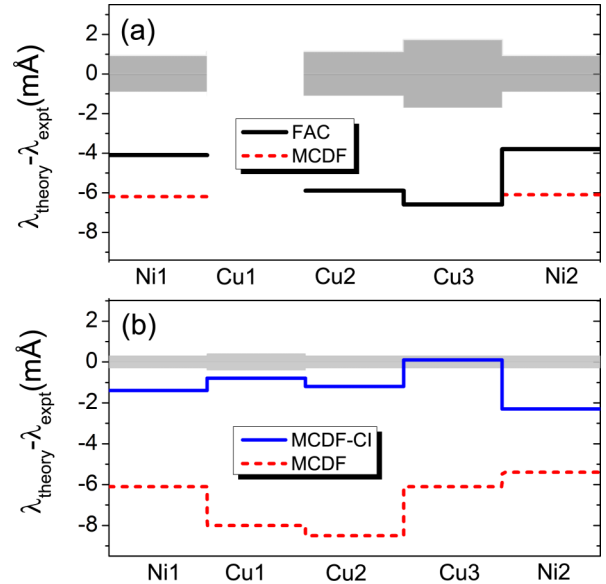 (a)
2
0
-2
-4
-6
-8
λtheory-λexpt(mÅ)
FAC
MCDF
Ni1 Cu1 Cu2 Cu3 Ni2
(b)
2
0
-2
-4
-6
-8
λtheory-λexpt(mÅ)
MCDF-CI
MCDF
Ni1 Cu1 Cu2 Cu3 Ni2